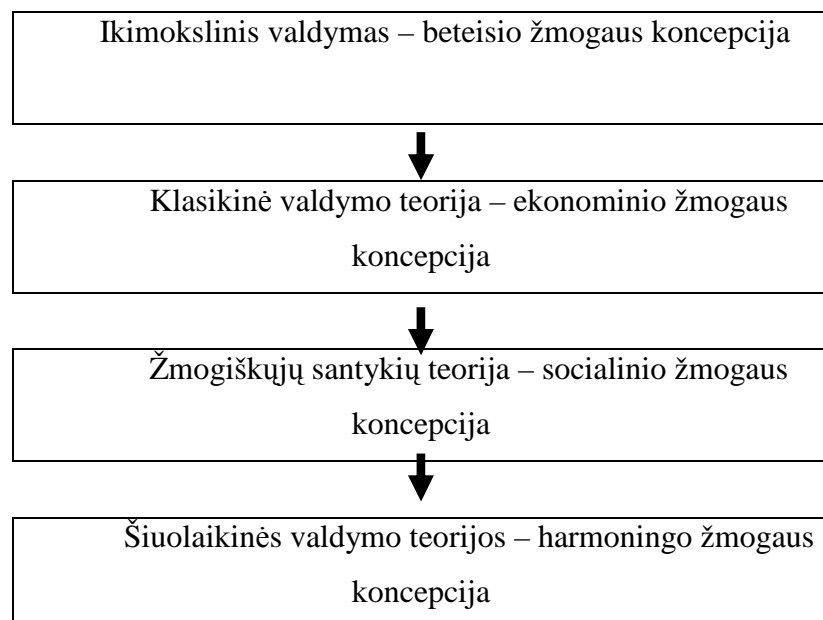 Ikimokslinis valdymas – beteisio žmogaus koncepcija
Klasikinė valdymo teorija – ekonominio žmogaus
koncepcija
Žmogiškųjų santykių teorija – socialinio žmogaus
koncepcija
Šiuolaikinės valdymo teorijos – harmoningo žmogaus
koncepcija